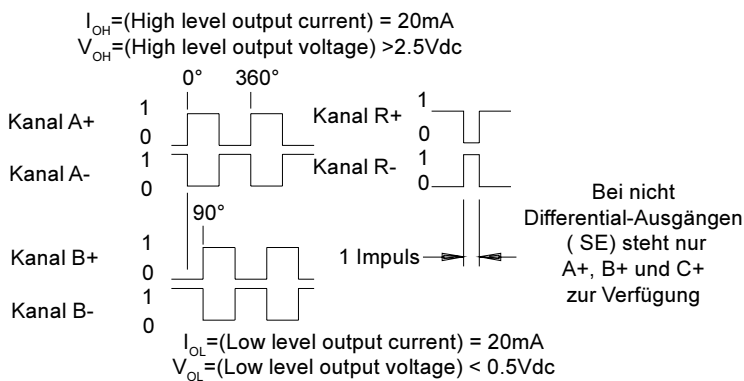 I_OH=(High level output current) = 20mA
V_OH=(High level output voltage) >2.5Vdc
0° 360°
Kanal A+ 1 0
Kanal A- 1 0
Kanal R+ 1 0
Kanal R- 1 0
90°
Kanal B+ 1 0
Kanal B- 1 0
1 Impuls
Bei nicht
Differential-Ausgängen
( SE) steht nur
A+, B+ und C+
zur Verfügung
I_OL=(Low level output current) = 20mA
V_OL=(Low level output voltage) < 0.5Vdc